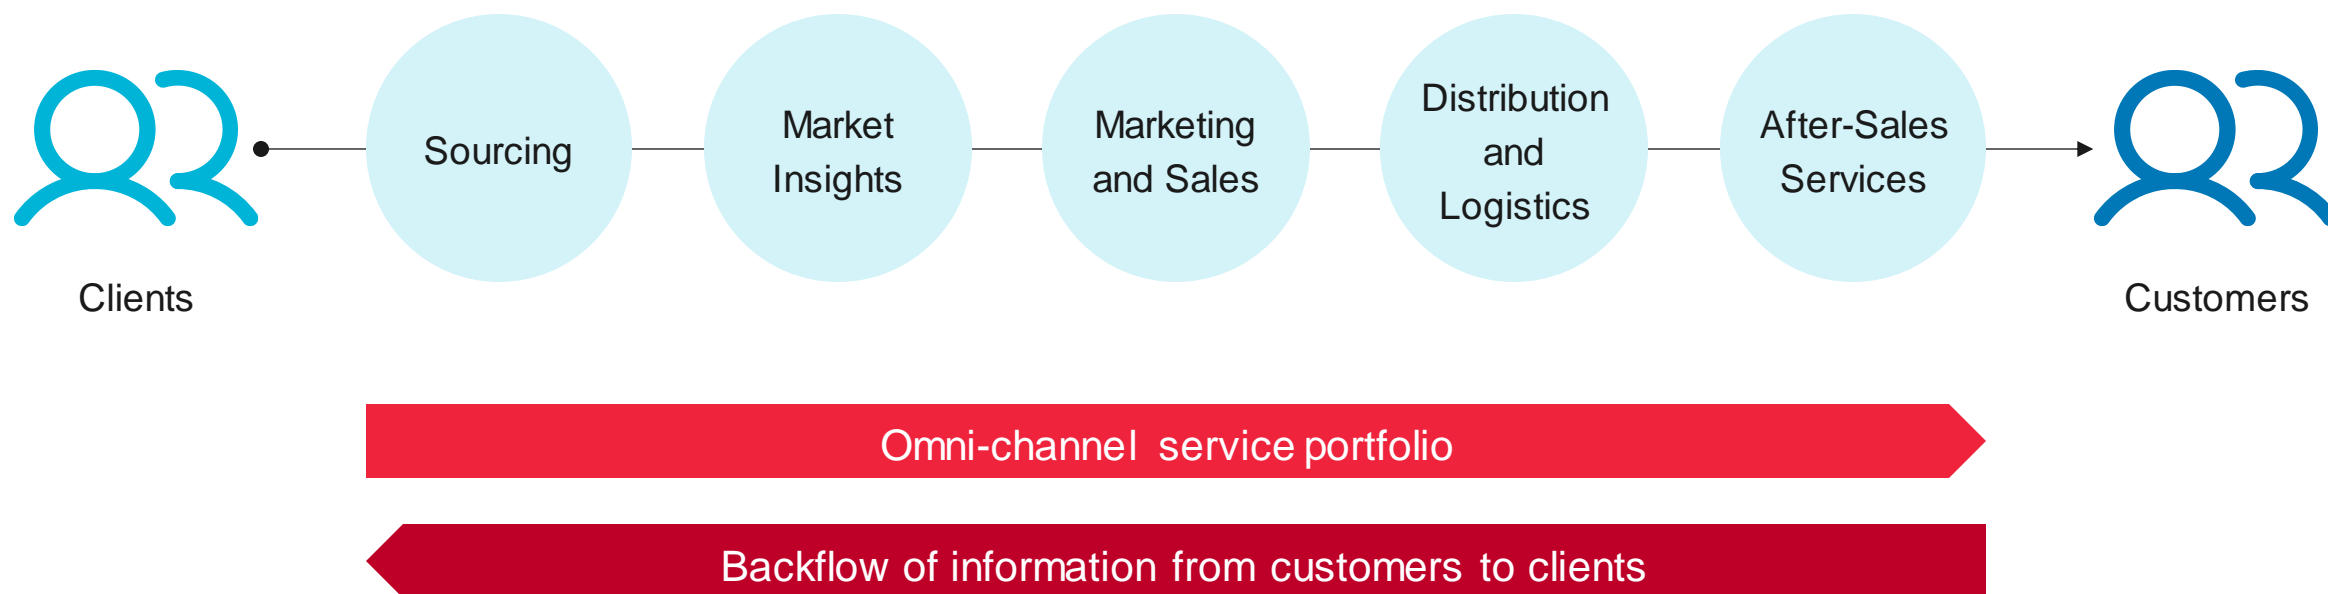 Sourcing
Market
Insights
Marketing
and Sales
Distribution
and
Logistics
After-Sales
Services
Clients
Customers
Omni-channel service portfolio
Backflow of information from customers to clients